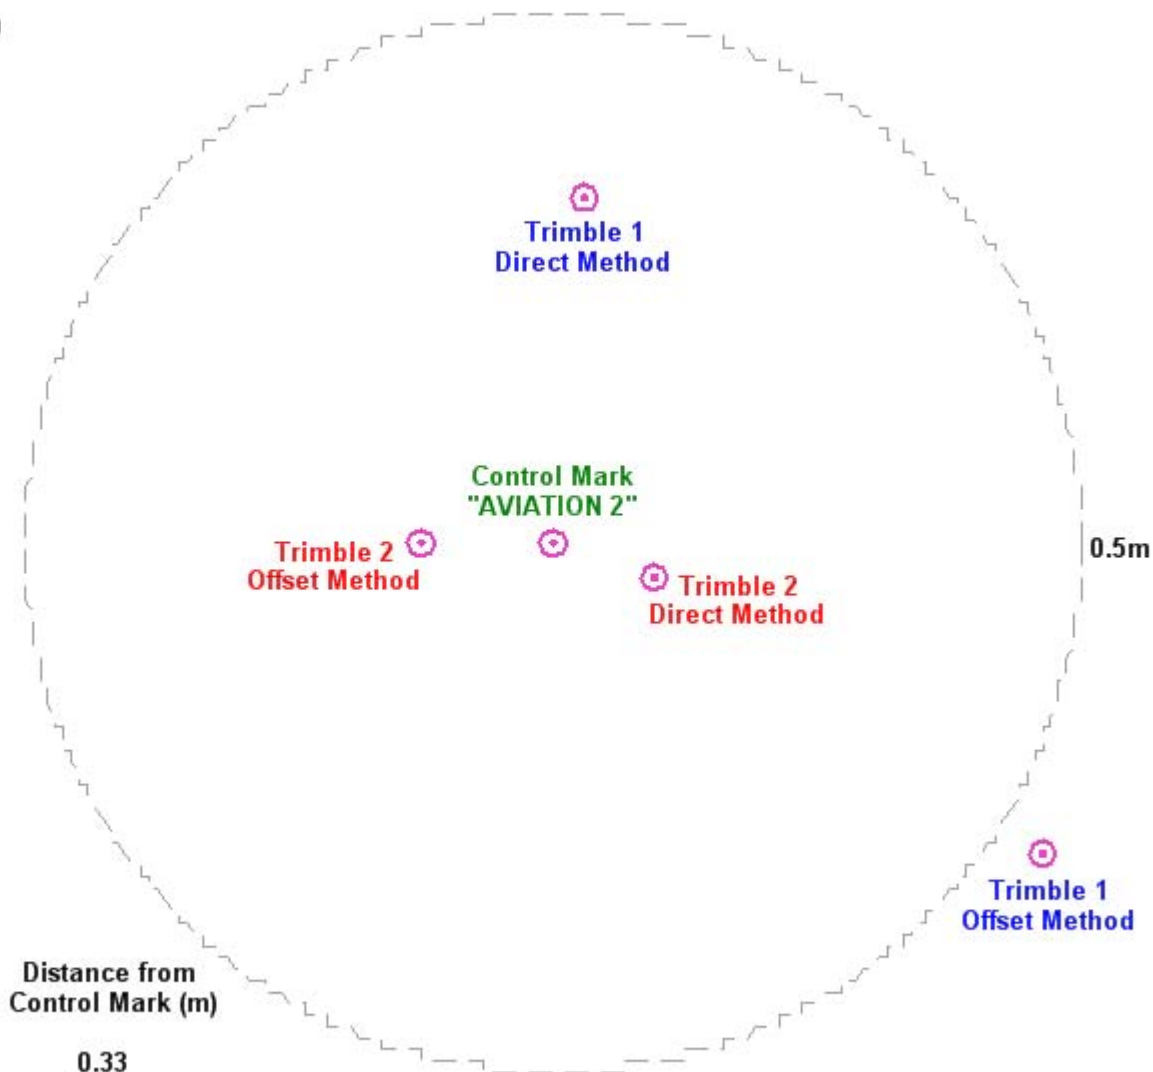 Trimble 1
Direct Method
Control Mark
"AVIATION 2"
Trimble 2
Offset Method
0.5m
Trimble 2
Direct Method
Trimble 1
Offset Method
Distance from
Control Mark (m)
0.33